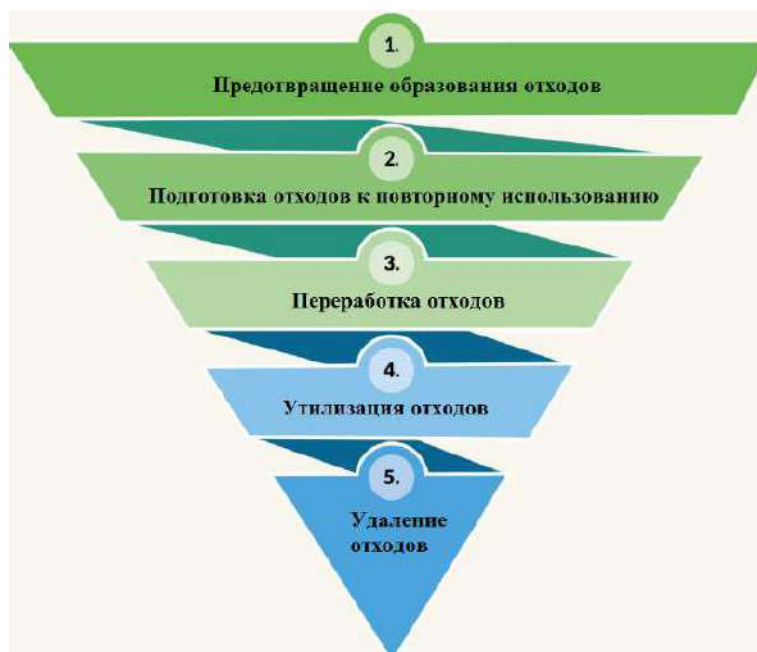 1.
Предотвращение образования отходов
2.
Подготовка отходов к повторному использованию
3.
Переработка отходов
4.
Утилизация отходов
5.
Удаление
отходов